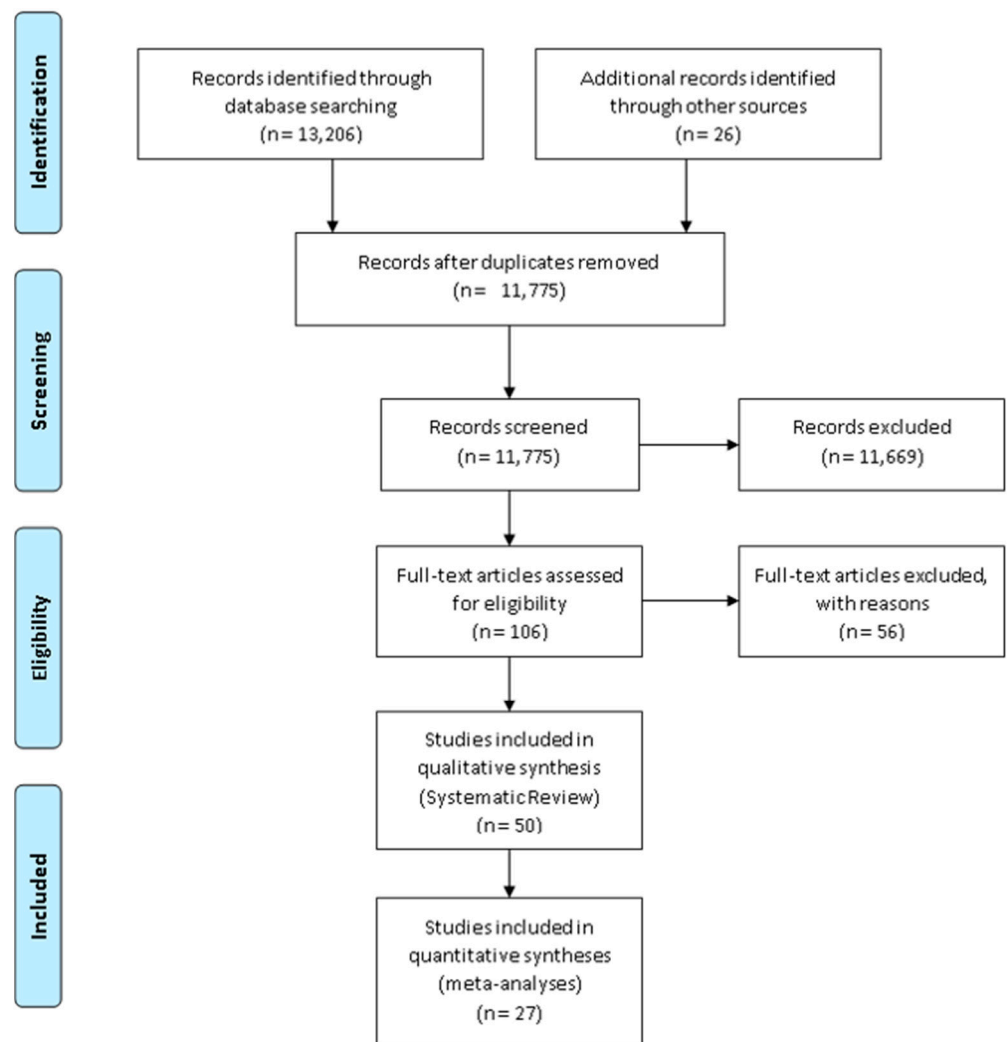 Identification
Records identified through
database searching
(n= 13,206)
Additional records identified
through other sources
(n= 26)
Records after duplicates removed
(n= 11,775)
Screening
Records screened
(n= 11,775)
Records excluded
(n= 11,669)
Eligibility
Full-text articles assessed
for eligibility
(n= 106)
Full-text articles excluded,
with reasons
(n= 56)
Studies included in
qualitative synthesis
(Systematic Review)
(n= 50)
Included
Studies included in
quantitative syntheses
(meta-analyses)
(n= 27)